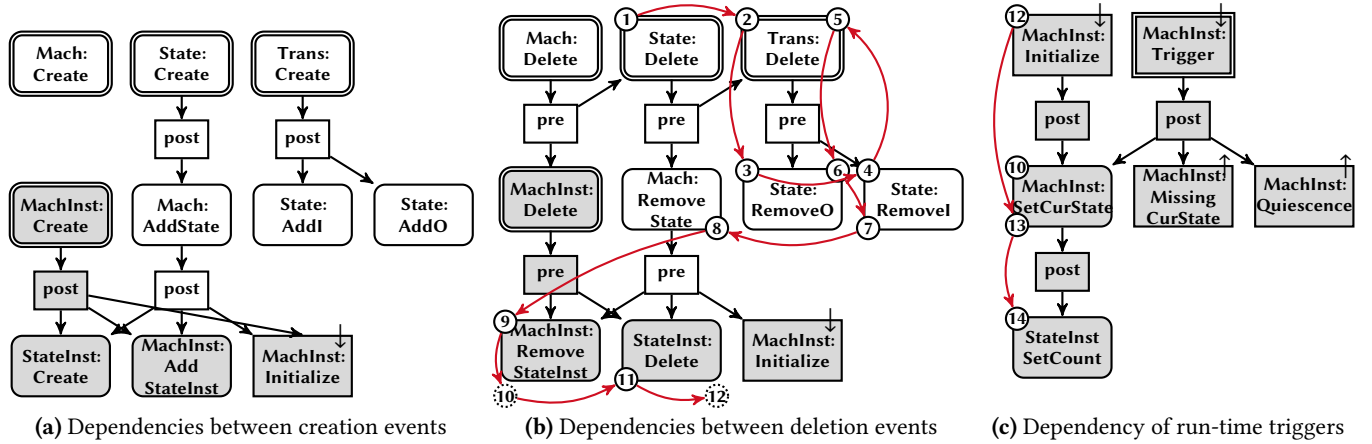 Mach:
Create
State:
Create
Trans:
Create
post
post
MachInst:
Create
Mach:
AddState
State:
AddI
State:
AddO
post
post
StateInst:
Create
MachInst:
Add
StateInst
MachInst:
Initialize
↓
(a) Dependencies between creation events
1
2
5
Mach:
Delete
State:
Delete
Trans:
Delete
pre
pre
pre
3
6
4
MachInst:
Delete
Mach:
Remove
State
State:
RemoveO
State:
RemoveI
8
7
pre
pre
9
MachInst:
Remove
StateInst
StateInst:
Delete
MachInst:
Initialize
↓
10
11
12
(b) Dependencies between deletion events
12
MachInst:
Initialize
↓
MachInst:
Trigger
↓
post
post
10
MachInst:
SetCurState
MachInst:
Missing
CurState
↑
MachInst:
Quiescence
↑
13
post
14
StateInst
SetCount
(c) Dependency of run-time triggers